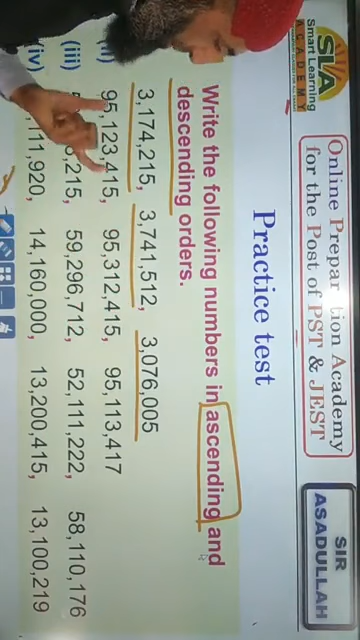 SLA
Smart Learning
ACADEMY
Online Preparation Academy
for the Post of PST & JEST
SIR
ASADULLAH
Practice test
Write the following numbers in ascending and
descending orders.
3,174,215, 3,741,512, 3,076,005
95,123,415, 95,312,415, 95,113,417
(iii) 59,296,712, 52,111,222, 58,110,176
(iv) 14,160,000, 13,200,415, 13,100,219